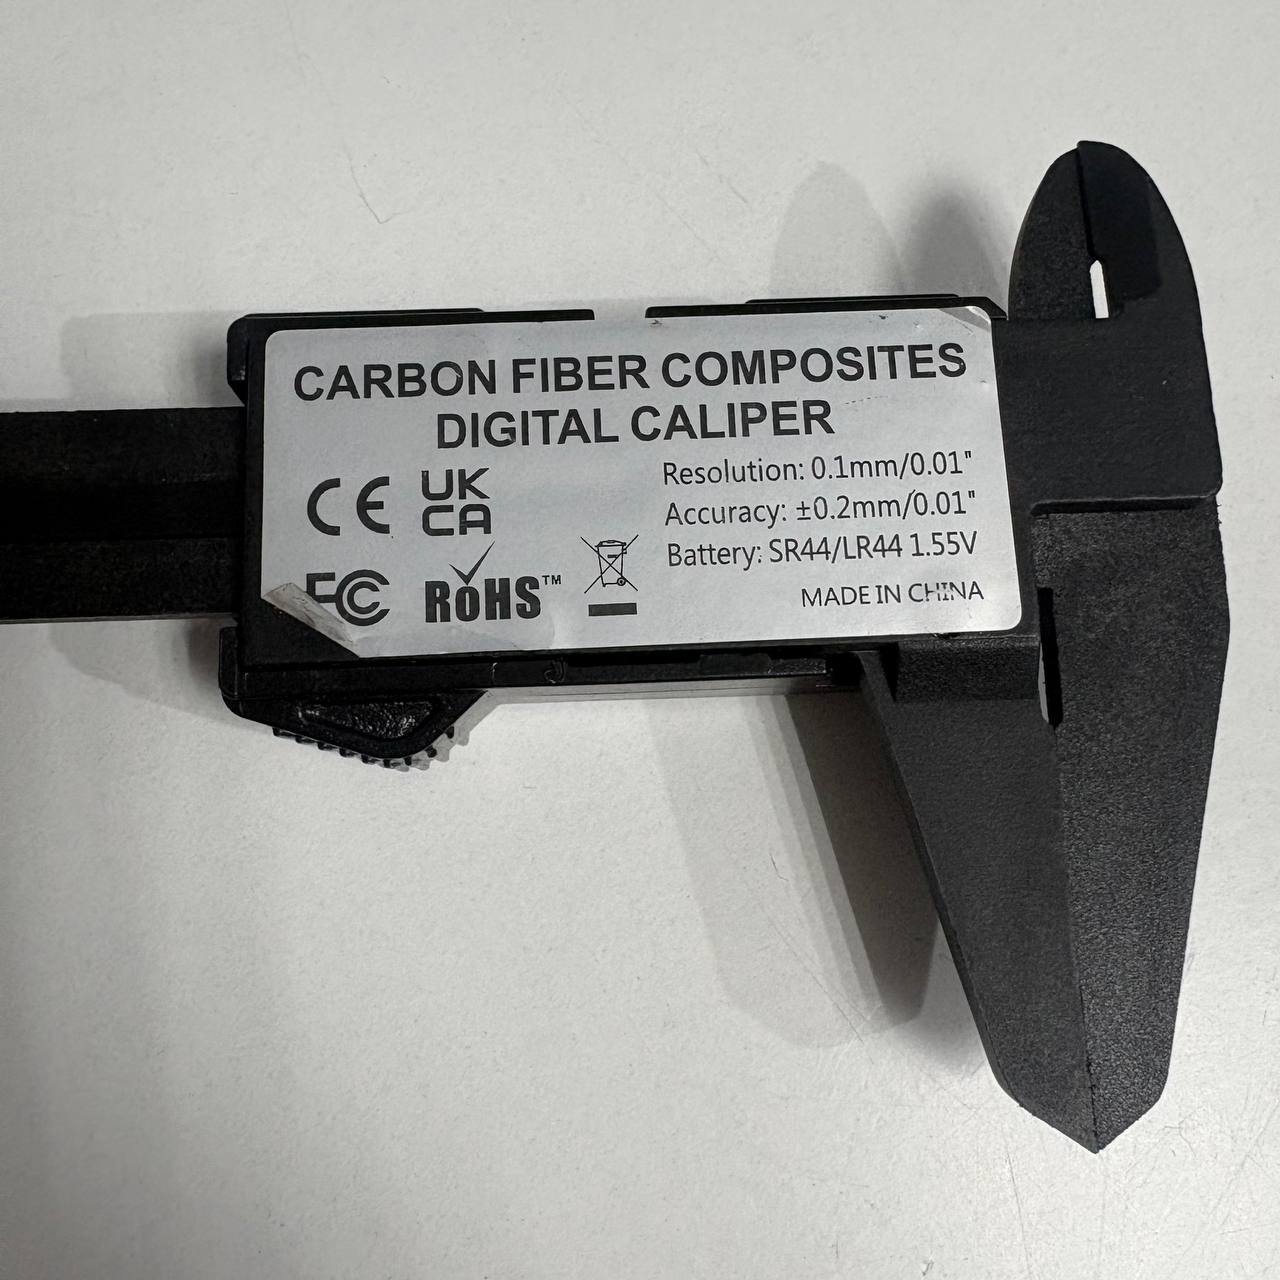 CARBON FIBER COMPOSITES
DIGITAL CALIPER
CE
UK
CA
FC
RoHS™
Resolution: 0.1mm/0.01"
Accuracy: ±0.2mm/0.01"
Battery: SR44/LR44 1.55V
MADE IN CHINA